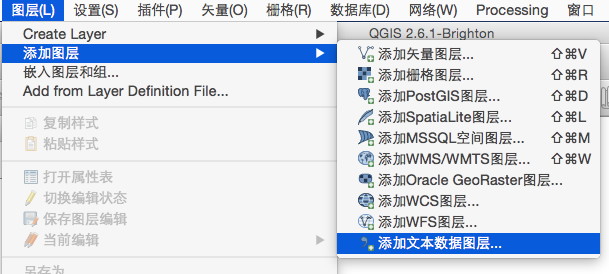 图层(L) 设置(S) 插件(P) 矢量(O) 栅格(R) 数据库(D) 网络(W) Processing 窗口
QGIS 2.6.1-Brighton
Create Layer
添加图层
嵌入图层和组...
Add from Layer Definition File...
复制样式
粘贴样式
打开属性表
切换编辑状态
保存图层编辑
当前编辑
另存为
添加矢量图层... ⇧⌘V
添加栅格图层... ⇧⌘R
添加PostGIS图层... ⇧⌘D
添加SpatiaLite图层... ⇧⌘L
添加MSSQL空间图层... ⇧⌘M
添加WMS/WMTS图层... ⇧⌘W
添加Oracle GeoRaster图层...
添加WCS图层...
添加WFS图层...
添加文本数据图层...